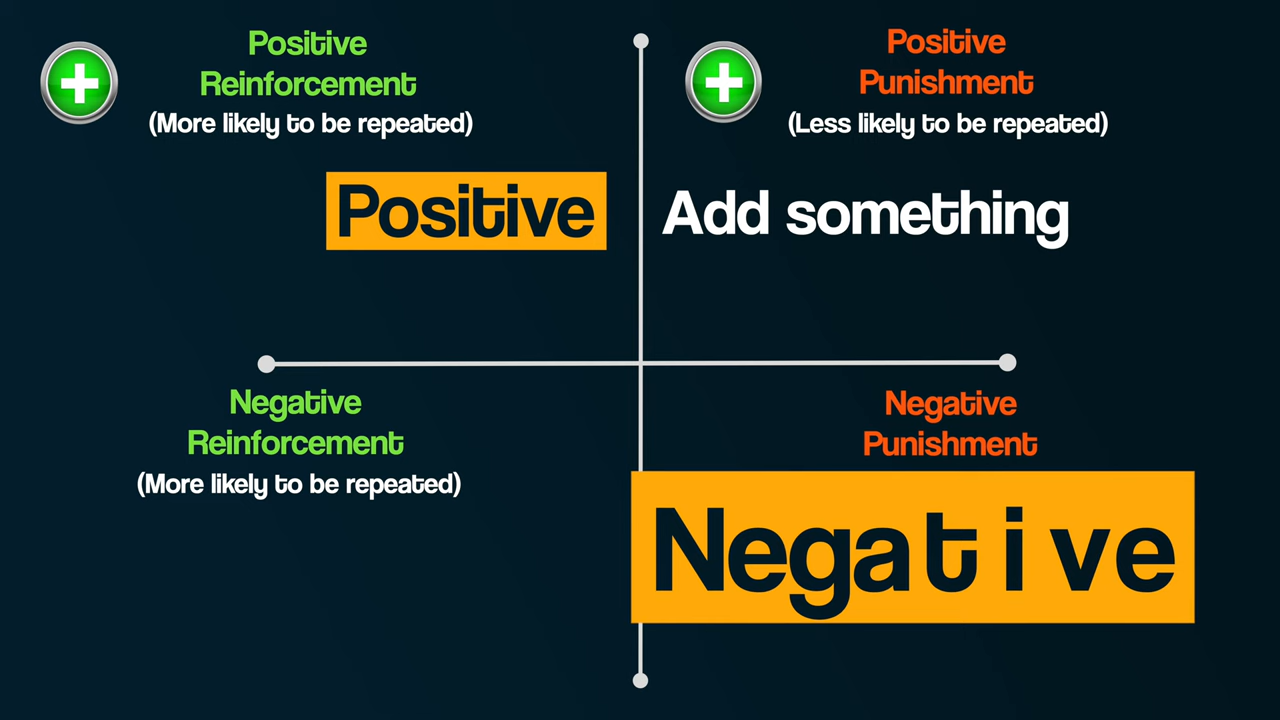 Positive
Reinforcement
(More likely to be repeated)
Positive
Punishment
(Less likely to be repeated)
Positive
Add something
Negative
Reinforcement
(More likely to be repeated)
Negative
Punishment
Negative